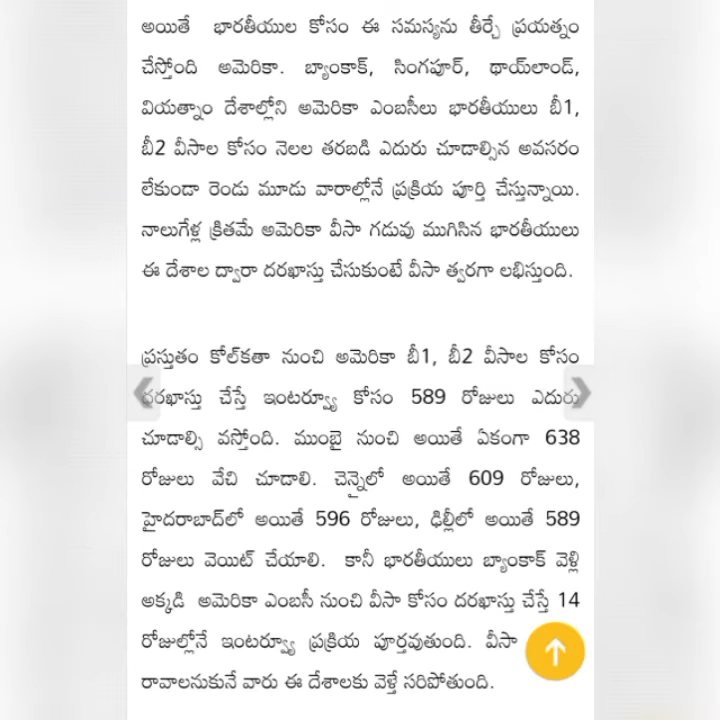 అయితే భారతీయుల కోసం ఈ సమస్యను తీర్చే ప్రయత్నం
చేస్తోంది అమెరికా. బ్యాంకాక్, సింగపూర్, థాయ్‌లాండ్,
వియత్నాం దేశాల్లోని అమెరికా ఎంబసీలు భారతీయులు బీ1,
బీ2 వీసాల కోసం నెలల తరబడి ఎదురు చూడాల్సిన అవసరం
లేకుండా రెండు మూడు వారాల్లోనే ప్రక్రియ పూర్తి చేస్తున్నాయి.
నాలుగేళ్ల క్రితమే అమెరికా వీసా గడువు ముగిసిన భారతీయులు
ఈ దేశాల ద్వారా దరఖాస్తు చేసుకుంటే వీసా త్వరగా లభిస్తుంది.
ప్రస్తుతం కోల్‌కతా నుంచి అమెరికా బీ1, బీ2 వీసాల కోసం
దరఖాస్తు చేస్తే ఇంటర్వ్యూ కోసం 589 రోజులు ఎదురు
చూడాల్సి వస్తోంది. ముంబై నుంచి అయితే ఏకంగా 638
రోజులు వేచి చూడాలి. చెన్నైలో అయితే 609 రోజులు,
హైదరాబాద్‌లో అయితే 596 రోజులు, ఢిల్లీలో అయితే 589
రోజులు వెయిట్ చేయాలి. కానీ భారతీయులు బ్యాంకాక్ వెళ్లి
అక్కడి అమెరికా ఎంబసీ నుంచి వీసా కోసం దరఖాస్తు చేస్తే 14
రోజుల్లోనే ఇంటర్వ్యూ ప్రక్రియ పూర్తవుతుంది. వీసా
రావాలనుకునే వారు ఈ దేశాలకు వెళ్తే సరిపోతుంది.